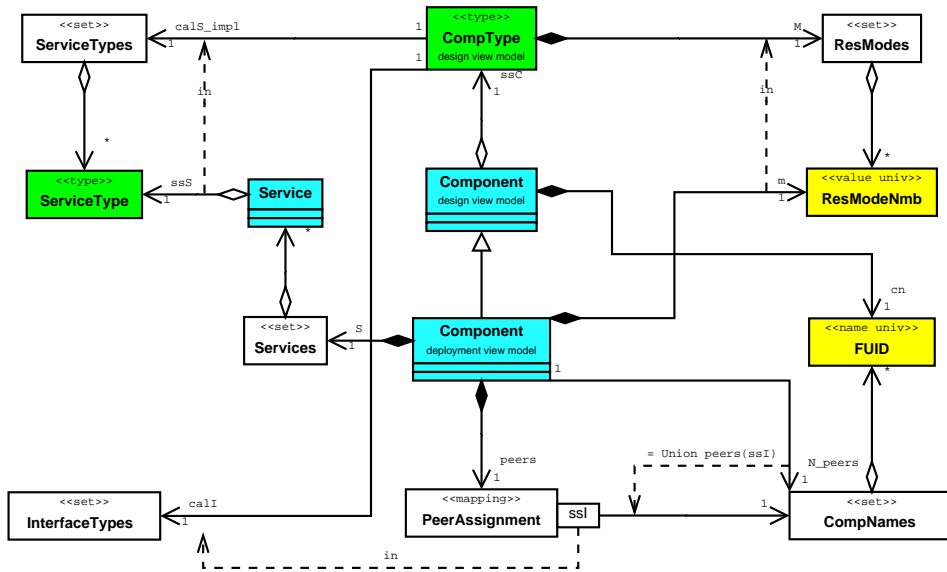 <<set>>
ServiceTypes
calS_impl
1
1
1
<<type>>
CompType
design view model
M
1
<<set>>
ResModes
in
ssC
1
in
*
*
<<type>>
ServiceType
ssS
1
Service
Component
design view model
m
1
<<value univ>>
ResModeNmb
*
cn
1
<<set>>
Services
S
1
Component
deployment view model
<<name univ>>
FUID
1
*
= Union peers(ssI)
peers
1
N_peers
1
<<set>>
InterfaceTypes
calI
1
<<mapping>>
PeerAssignment
ssI
1
<<set>>
CompNames
in